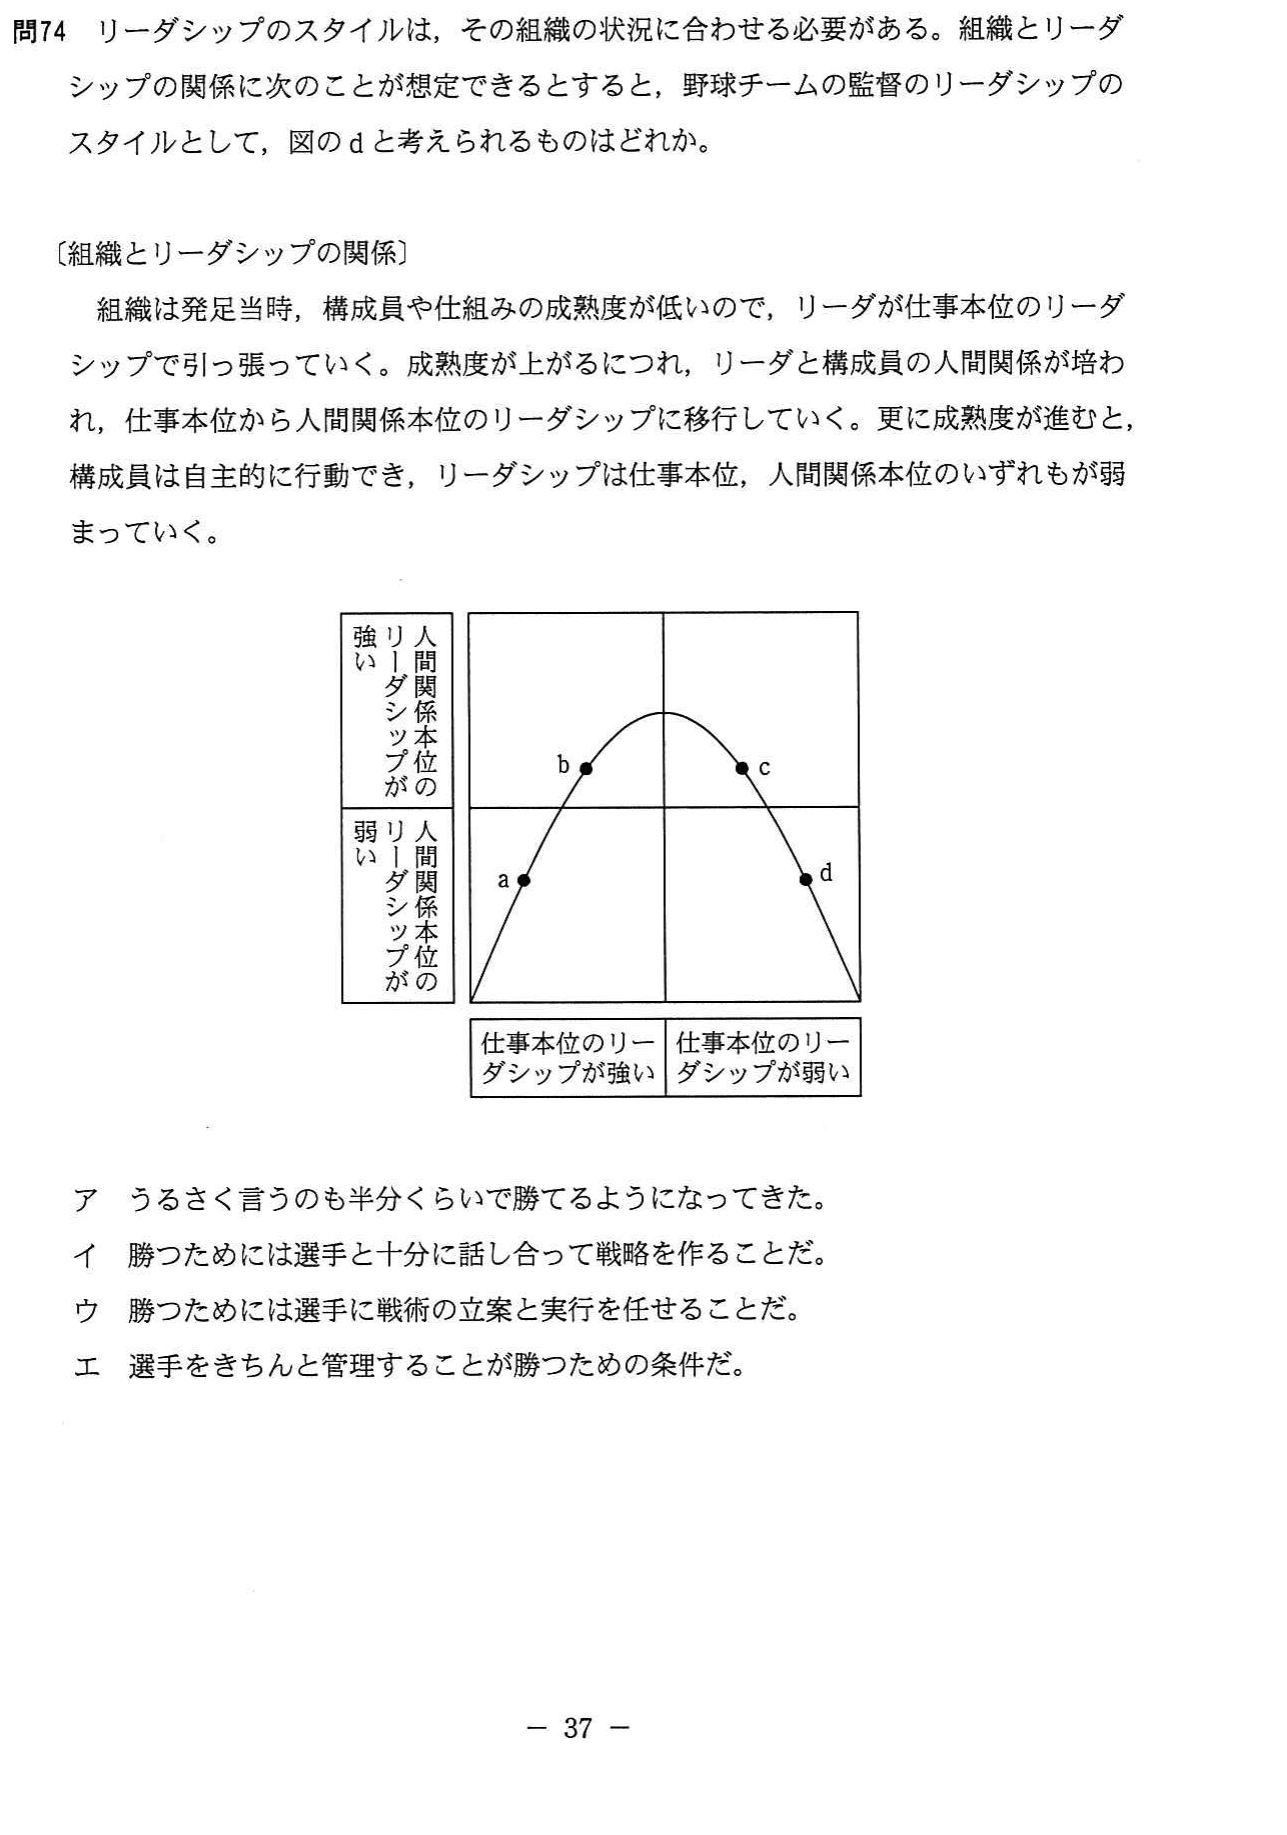 問74　リーダシップのスタイルは，その組織の状況に合わせる必要がある。組織とリーダ
シップの関係に次のことが想定できるとすると，野球チームの監督のリーダシップの
スタイルとして，図のdと考えられるものはどれか。
〔組織とリーダシップの関係〕
組織は発足当時，構成員や仕組みの成熟度が低いので，リーダが仕事本位のリーダ
シップで引っ張っていく。成熟度が上がるにつれ，リーダと構成員の人間関係が培わ
れ，仕事本位から人間関係本位のリーダシップに移行していく。更に成熟度が進むと，
構成員は自主的に行動でき，リーダシップは仕事本位，人間関係本位のいずれもが弱
まっていく。
人間関係本位の
リーダシップが
強い
b
c
人間関係本位の
リーダシップが
弱い
a
d
仕事本位のリー
ダシップが強い
仕事本位のリー
ダシップが弱い
ア　うるさく言うのも半分くらいで勝てるようになってきた。
イ　勝つためには選手と十分に話し合って戦略を作ることだ。
ウ　勝つためには選手に戦術の立案と実行を任せることだ。
エ　選手をきちんと管理することが勝つための条件だ。
－ 37 －